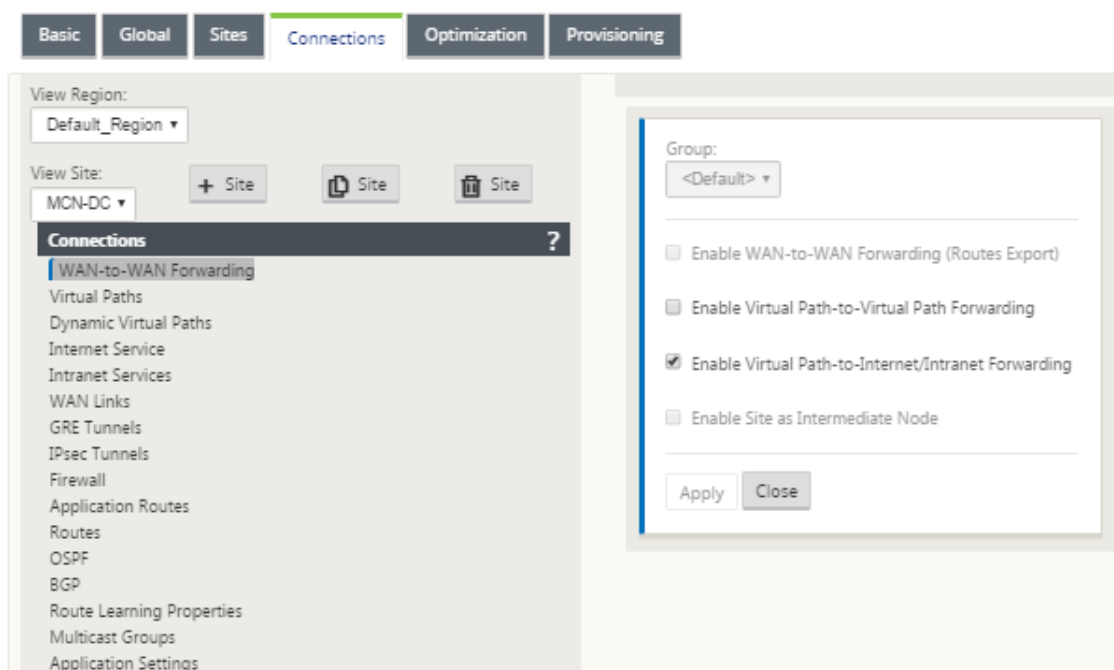 Basic Global Sites Connections Optimization Provisioning
View Region:
Default_Region
View Site:
MCN-DC
+ Site
Site
Site
Connections ?
WAN-to-WAN Forwarding
Virtual Paths
Dynamic Virtual Paths
Internet Service
Intranet Services
WAN Links
GRE Tunnels
IPsec Tunnels
Firewall
Application Routes
Routes
OSPF
BGP
Route Learning Properties
Multicast Groups
Application Settings
Group:
<Default>
Enable WAN-to-WAN Forwarding (Routes Export)
Enable Virtual Path-to-Virtual Path Forwarding
Enable Virtual Path-to-Internet/Intranet Forwarding
Enable Site as Intermediate Node
Apply Close